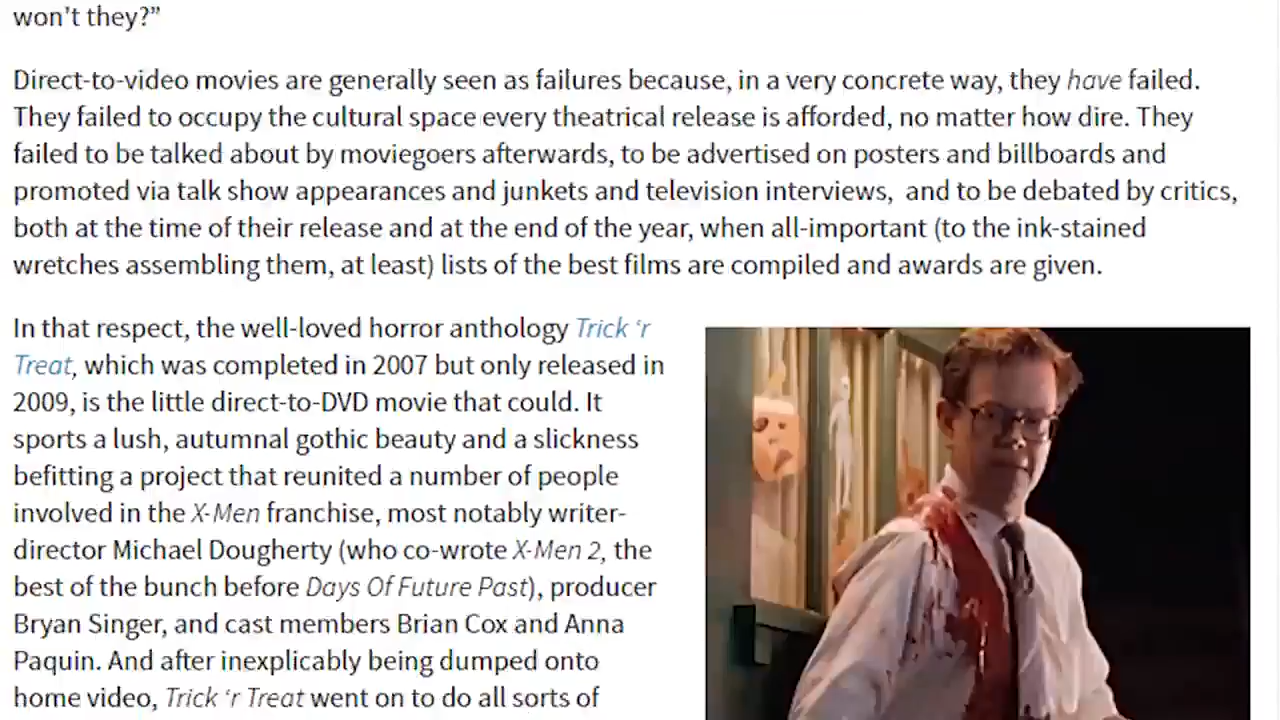 won't they?”
Direct-to-video movies are generally seen as failures because, in a very concrete way, they have failed.
They failed to occupy the cultural space every theatrical release is afforded, no matter how dire. They
failed to be talked about by moviegoers afterwards, to be advertised on posters and billboards and
promoted via talk show appearances and junkets and television interviews,  and to be debated by critics,
both at the time of their release and at the end of the year, when all-important (to the ink-stained
wretches assembling them, at least) lists of the best films are compiled and awards are given.
In that respect, the well-loved horror anthology Trick ‘r
Treat, which was completed in 2007 but only released in
2009, is the little direct-to-DVD movie that could. It
sports a lush, autumnal gothic beauty and a slickness
befitting a project that reunited a number of people
involved in the X-Men franchise, most notably writer-
director Michael Dougherty (who co-wrote X-Men 2, the
best of the bunch before Days Of Future Past), producer
Bryan Singer, and cast members Brian Cox and Anna
Paquin. And after inexplicably being dumped onto
home video, Trick ‘r Treat went on to do all sorts of